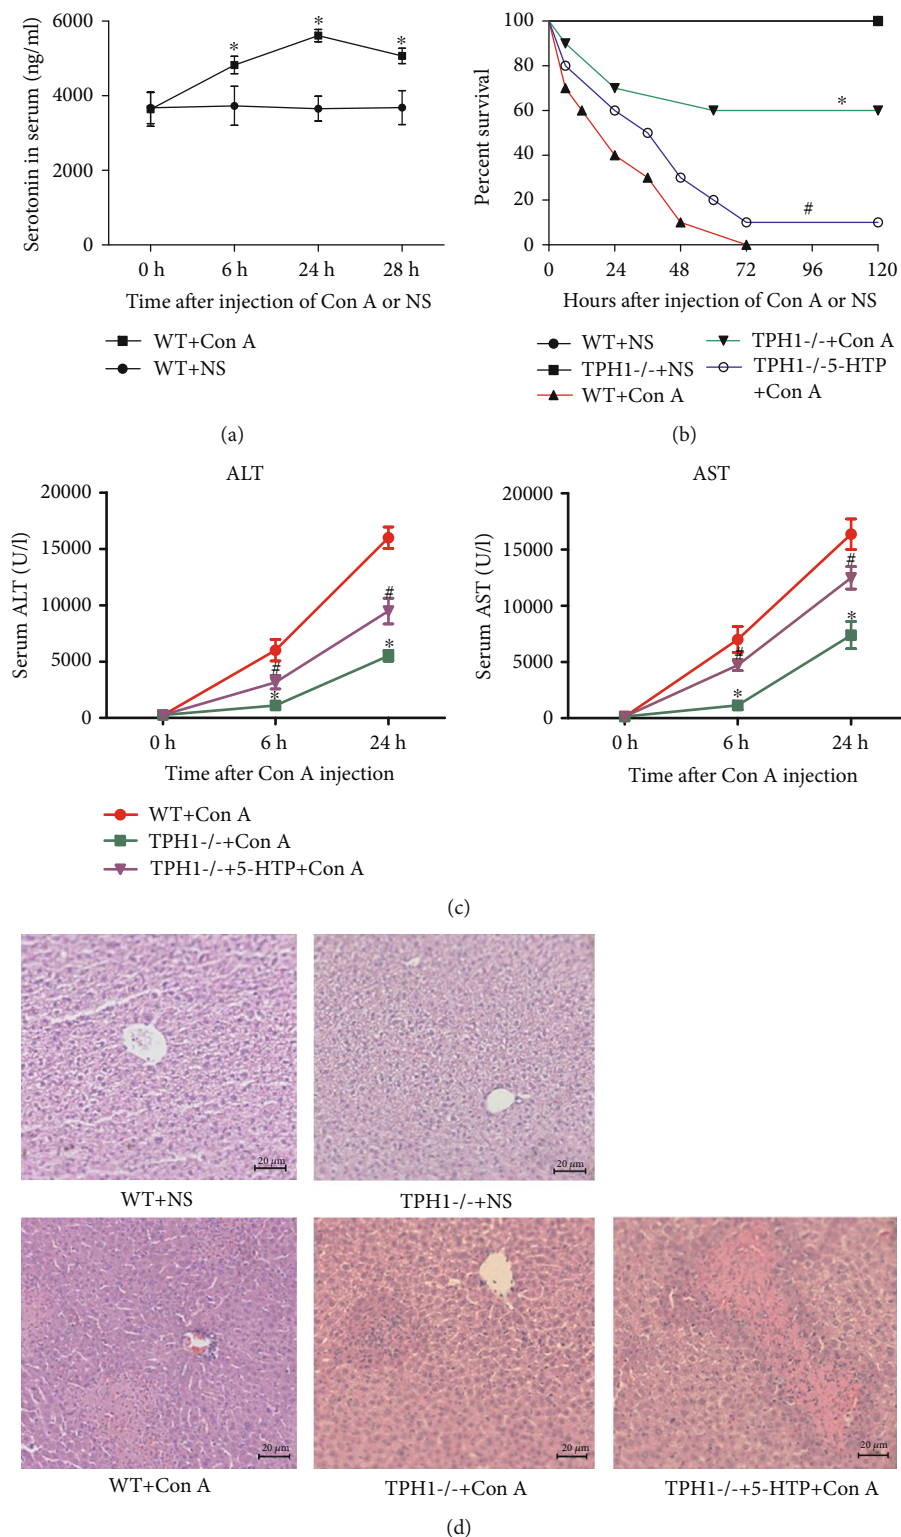 6000
4000
2000
0
Serotonin in serum (ng/ml)
*
*
*
0 h 6 h 24 h 28 h
Time after injection of Con A or NS
WT+Con A
WT+NS
(a)
100
80
60
40
20
0
Percent survival
*
#
0 24 48 72 96 120
Hours after injection of Con A or NS
WT+NS
TPH1-/-+NS
WT+Con A
TPH1-/-+Con A
TPH1-/-5-HTP
+Con A
(b)
ALT
20000
15000
10000
5000
0
Serum ALT (U/l)
#
*
#
*
0 h 6 h 24 h
Time after Con A injection
AST
20000
15000
10000
5000
0
Serum AST (U/l)
#
*
#
*
0 h 6 h 24 h
Time after Con A injection
WT+Con A
TPH1-/-+Con A
TPH1-/-+5-HTP+Con A
(c)
20 μm
WT+NS
20 μm
TPH1-/-+NS
20 μm
WT+Con A
20 μm
TPH1-/-+Con A
20 μm
TPH1-/-+5-HTP+Con A
(d)